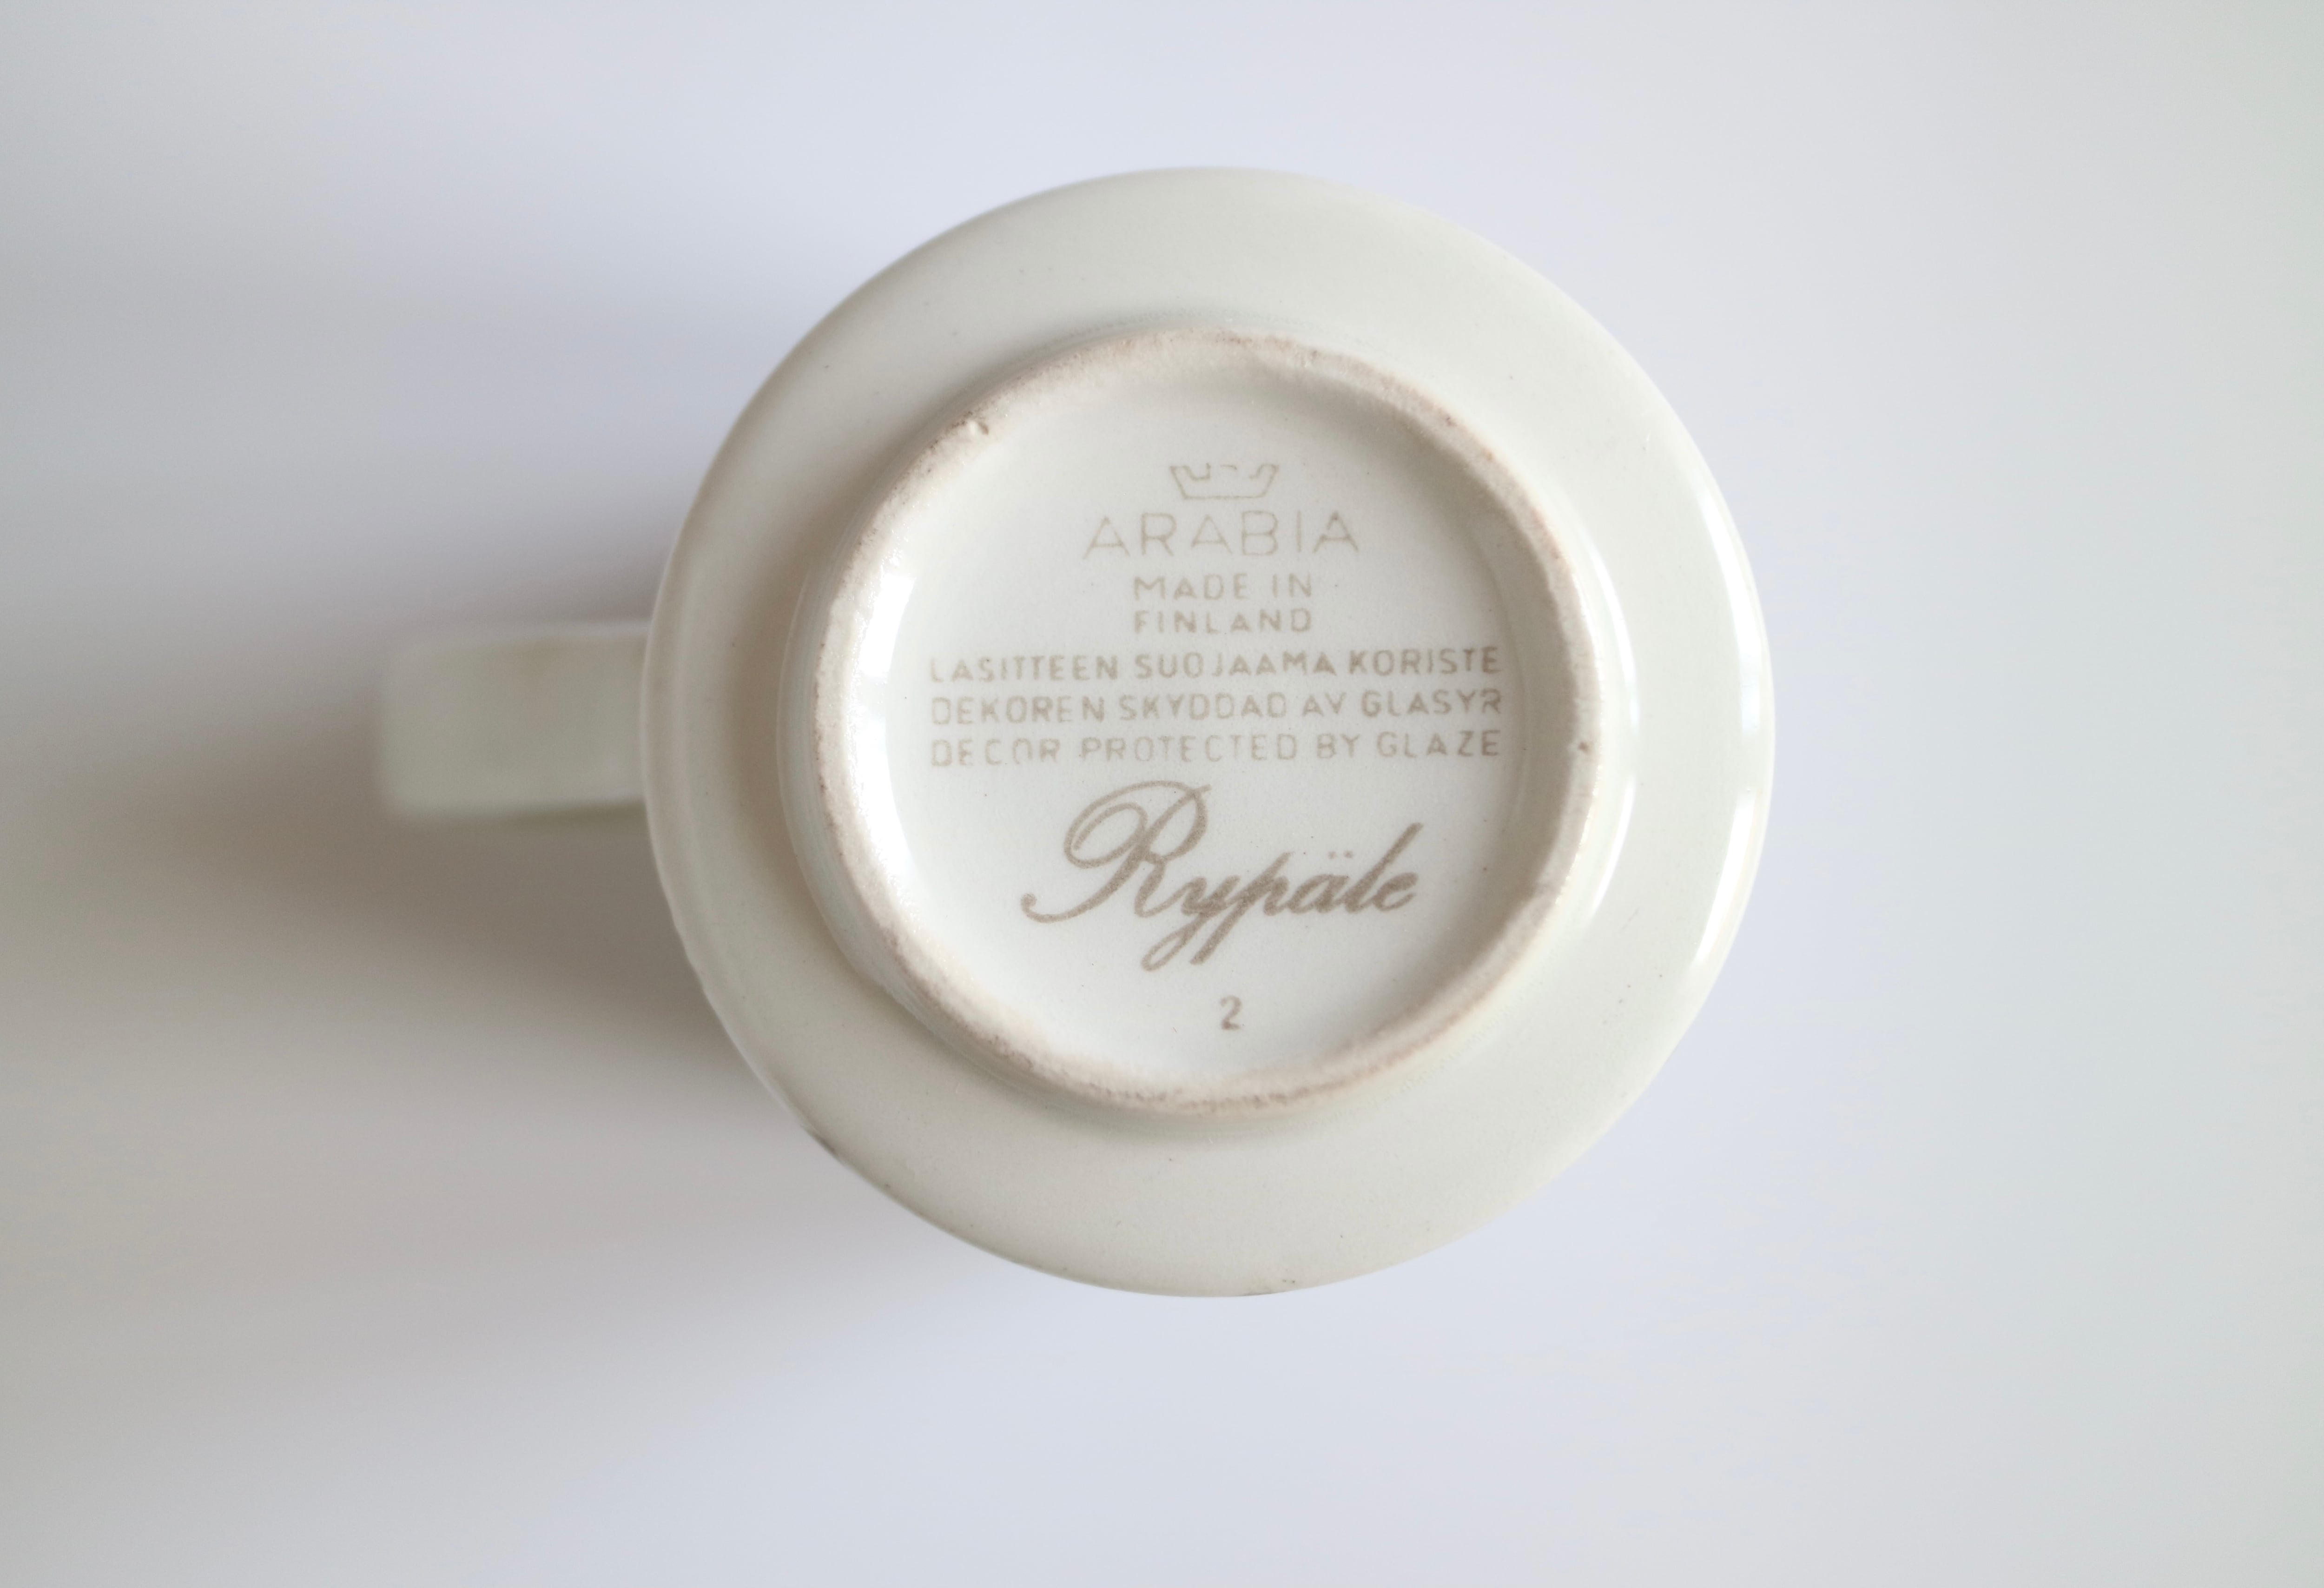 ARABIA
MADE IN
FINLAND
LASITTEEN SUOJAAMA KORISTE
DEKOREN SKYDDAD AV GLASYR
DECOR PROTECTED BY GLAZE
Rypäle
2